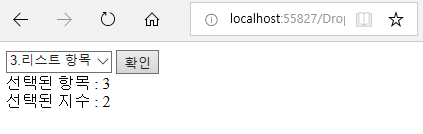 localhost:55827/Drop
3.리스트 항목 확인
선택된 항목 : 3
선택된 지수 : 2